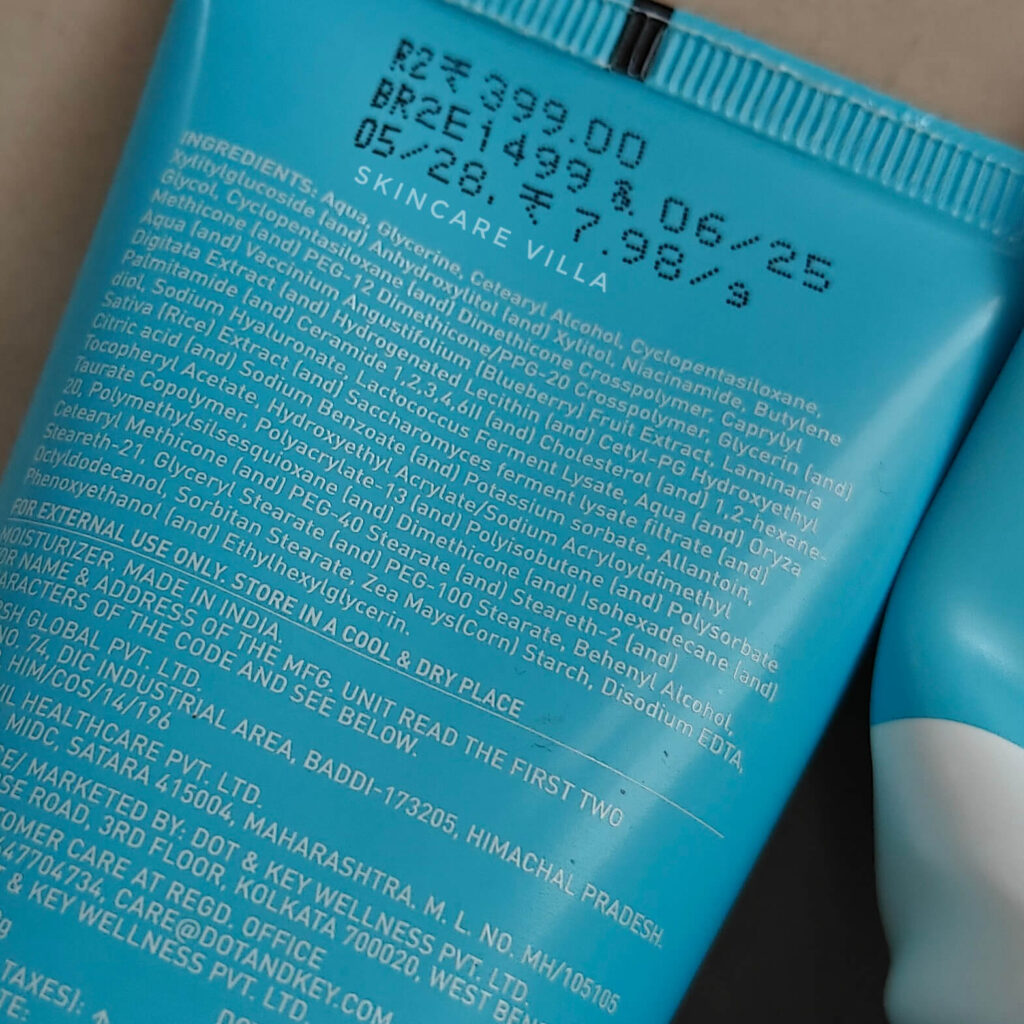 R2 ₹ 399.00
BR2E1499 & 06/25
05/28, ₹ 7.98/g
SKINCARE VILLA
INGREDIENTS: Aqua, Glycerine, Cetearyl Alcohol, Cyclopentasiloxane,
Xylitylglucoside (and) Anhydroxylitol (and) Xylitol, Niacinamide, Butylene
Glycol, Cyclopentasiloxane (and) Dimethicone Crosspolymer, Caprylyl
Methicone (and) PEG-12 Dimethicone/PPG-20 Crosspolymer, Glycerin (and)
Aqua (and) Vaccinium Angustifolium (Blueberry) Fruit Extract, Laminaria
Digitata Extract (and) Hydrogenated Lecithin (and) Cetyl-PG Hydroxyethyl
Palmitamide (and) Ceramide 1,2,3,4,6II (and) Cholesterol (and) 1,2-hexane-
diol, Sodium Hyaluronate, Lactococcus Ferment Lysate, Aqua (and) Oryza
Sativa (Rice) Extract (and) Saccharomyces ferment lysate filtrate (and)
Citric acid (and) Sodium Benzoate (and) Potassium sorbate, Allantoin,
Tocopheryl Acetate, Hydroxyethyl Acrylate/Sodium Acryloyldimethyl
Taurate Copolymer, Polyacrylate-13 (and) Polyisobutene (and) Polysorbate
20, Polymethylsilsesquioxane (and) Dimethicone (and) Isohexadecane (and)
Cetearyl Methicone (and) PEG-40 Stearate (and) Steareth-2 (and)
Steareth-21, Glyceryl Stearate (and) PEG-100 Stearate, Behenyl Alcohol,
Octyldodecanol, Sorbitan Stearate, Zea Mays(Corn) Starch, Disodium EDTA,
Phenoxyethanol (and) Ethylhexylglycerin.
FOR EXTERNAL USE ONLY. STORE IN A COOL & DRY PLACE
MOISTURIZER. MADE IN INDIA.
OR NAME & ADDRESS OF THE MFG. UNIT READ THE FIRST TWO
ARACTERS OF THE CODE AND SEE BELOW.
RSH GLOBAL PVT. LTD.
NO. 74, DIC INDUSTRIAL AREA, BADDI-173205, HIMACHAL PRADESH.
HIM/COS/14/196
HEALTHCARE PVT. LTD.
MIDC, SATARA 415004, MAHARASHTRA. M. L. NO. MH/105105
/ MARKETED BY: DOT & KEY WELLNESS PVT. LTD.
ROAD, 3RD FLOOR, KOLKATA 700020, WEST BEN
OMER CARE AT REGD. OFFICE
47704734, CARE@DOTANDKEY.COM
& KEY WELLNESS PVT. LTD.
g
TAXES):
TE: